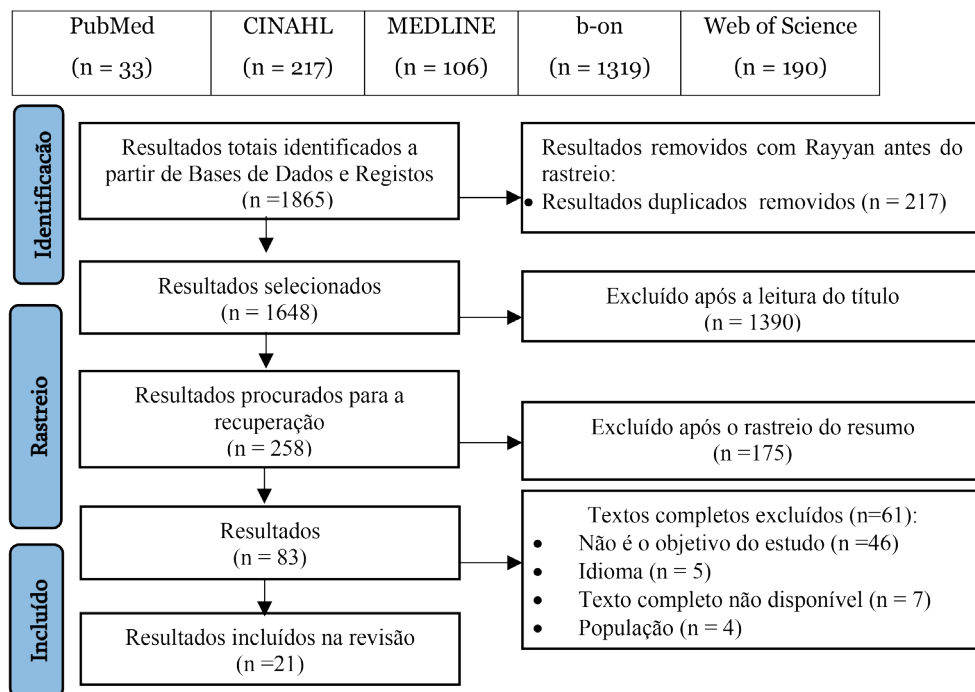 PubMed
(n = 33)
CINAHL
(n = 217)
MEDLINE
(n = 106)
b-on
(n = 1319)
Web of Science
(n = 190)
Identificação
Resultados totais identificados a
partir de Bases de Dados e Registos
(n =1865)
Resultados removidos com Rayyan antes do
rastreio:
• Resultados duplicados removidos (n = 217)
Resultados selecionados
(n = 1648)
Excluído após a leitura do título
(n = 1390)
Rastreio
Resultados procurados para a
recuperação
(n = 258)
Excluído após o rastreio do resumo
(n =175)
Resultados
(n = 83)
Textos completos excluídos (n=61):
• Não é o objetivo do estudo (n =46)
• Idioma (n = 5)
• Texto completo não disponível (n = 7)
• População (n = 4)
Incluído
Resultados incluídos na revisão
(n =21)